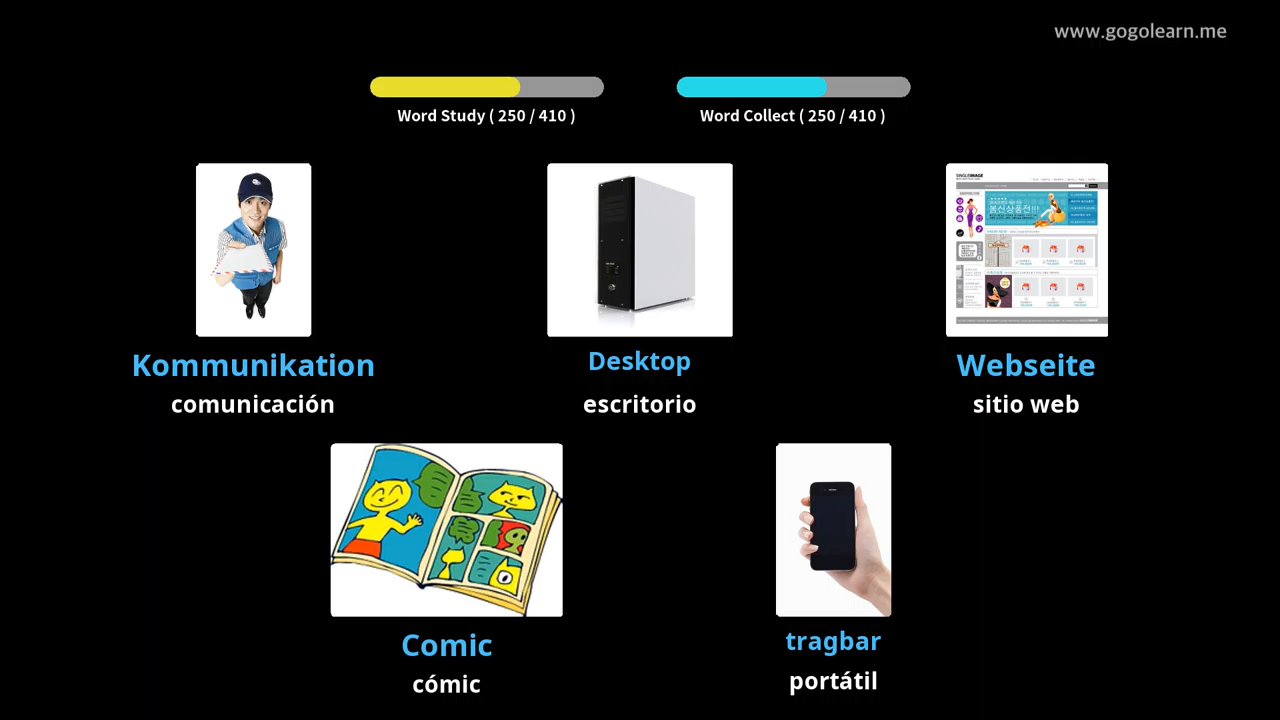 www.gogolearn.me
Word Study ( 250 / 410 )
Word Collect ( 250 / 410 )
Kommunikation
comunicación
Desktop
escritorio
Webseite
sitio web
Comic
cómic
tragbar
portátil